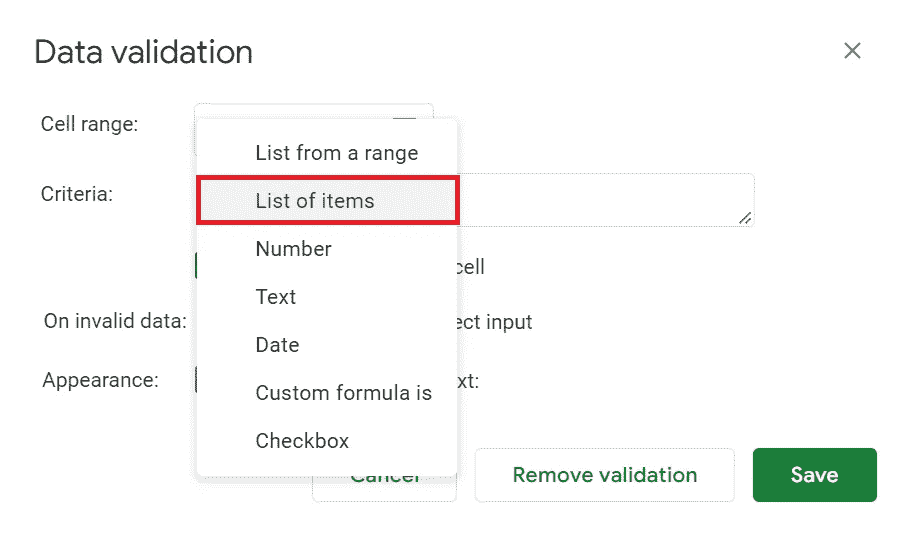 Data validation
Cell range:
List from a range
Criteria:
List of items
Number
cell
Text
On invalid data:
ect input
Date
Appearance:
xt:
Custom formula is
Checkbox
Cancel
Remove validation
Save